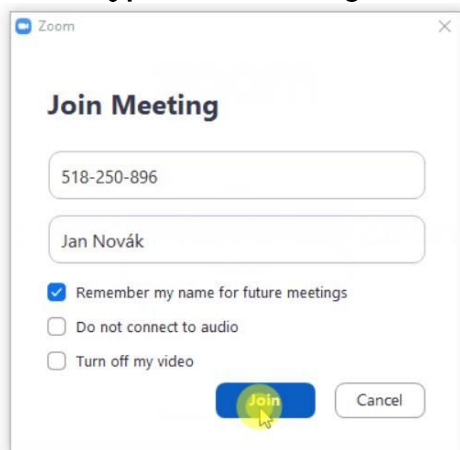 Zoom
Join Meeting
518-250-896
Jan Novák
Remember my name for future meetings
Do not connect to audio
Turn off my video
Join
Cancel